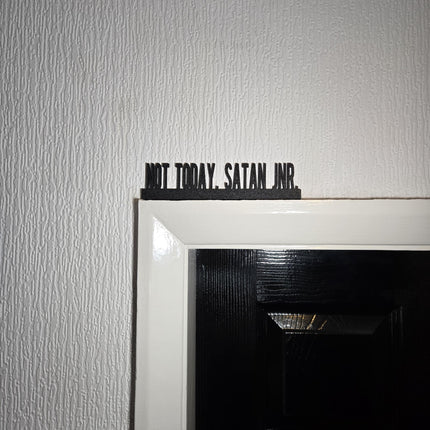 NOT TODAY, SATAN JNR.